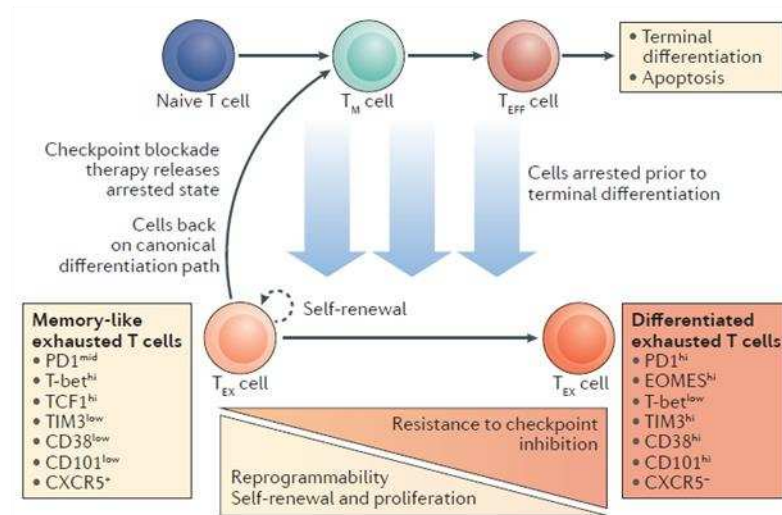 • Terminal
differentiation
• Apoptosis
Naive T cell
T_M cell
T_EFF cell
Checkpoint blockade
therapy releases
arrested state
Cells back
on canonical
differentiation path
Cells arrested prior to
terminal differentiation
Self-renewal
Memory-like
exhausted T cells
• PD1^mid
• T-bet^hi
• TCF1^hi
• TIM3^low
• CD38^low
• CD101^low
• CXCR5⁺
T_EX cell
T_EX cell
Differentiated
exhausted T cells
• PD1^hi
• EOMES^hi
• T-bet^low
• TIM3^hi
• CD38^hi
• CD101^hi
• CXCR5⁻
Resistance to checkpoint
inhibition
Reprogrammability
Self-renewal and proliferation